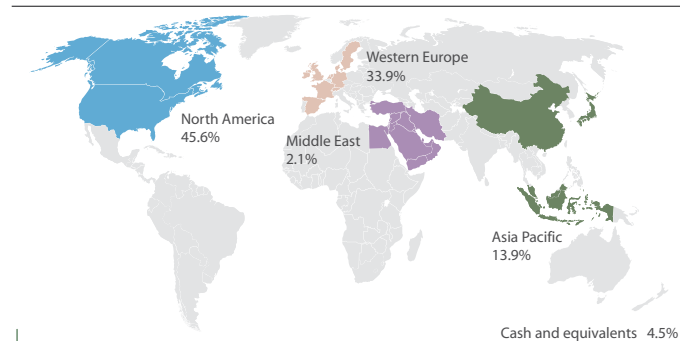 Western Europe
33.9%
North America
45.6%
Middle East
2.1%
Asia Pacific
13.9%
Cash and equivalents 4.5%